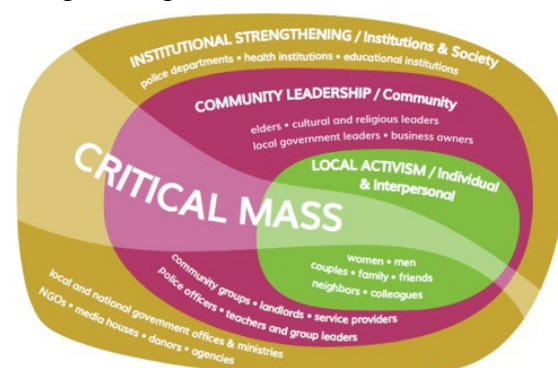 INSTITUTIONAL STRENGTHENING / Institutions & Society
police departments • health institutions • educational institutions
COMMUNITY LEADERSHIP / Community
elders • cultural and religious leaders
local government leaders • business owners
LOCAL ACTIVISM / Individual
& Interpersonal
CRITICAL MASS
women • men
couples • family • friends
neighbors • colleagues
community groups • landlords • service providers
police officers • teachers and group leaders
local and national government offices & ministries
NGOs • media houses • donors • agencies